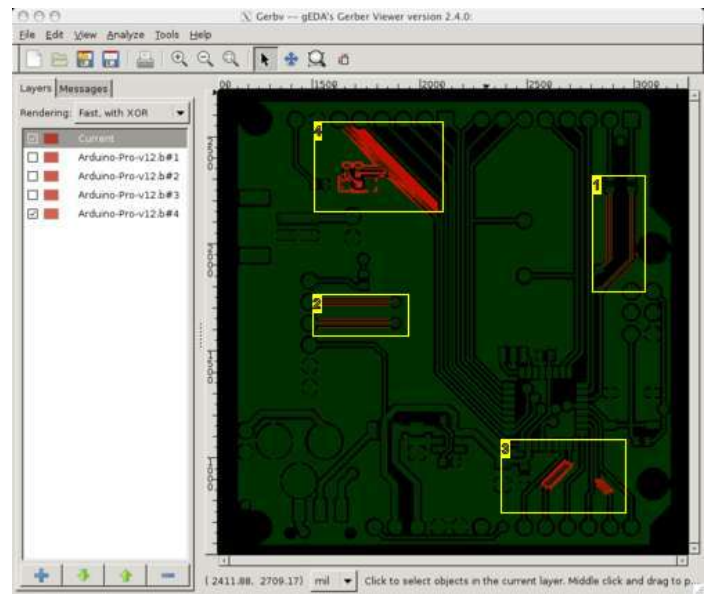 Gerbv -- gEDA's Gerber Viewer version 2.4.0:
File Edit View Analyze Tools Help
Layers Messages
Rendering: Fast, with XOR
Current
Arduino-Pro-v12.b#1
Arduino-Pro-v12.b#2
Arduino-Pro-v12.b#3
Arduino-Pro-v12.b#4
00 1500 2000 2500 3000
4
1
2
3
( 2411.88, 2709.17) mil Click to select objects in the current layer. Middle click and drag to p...